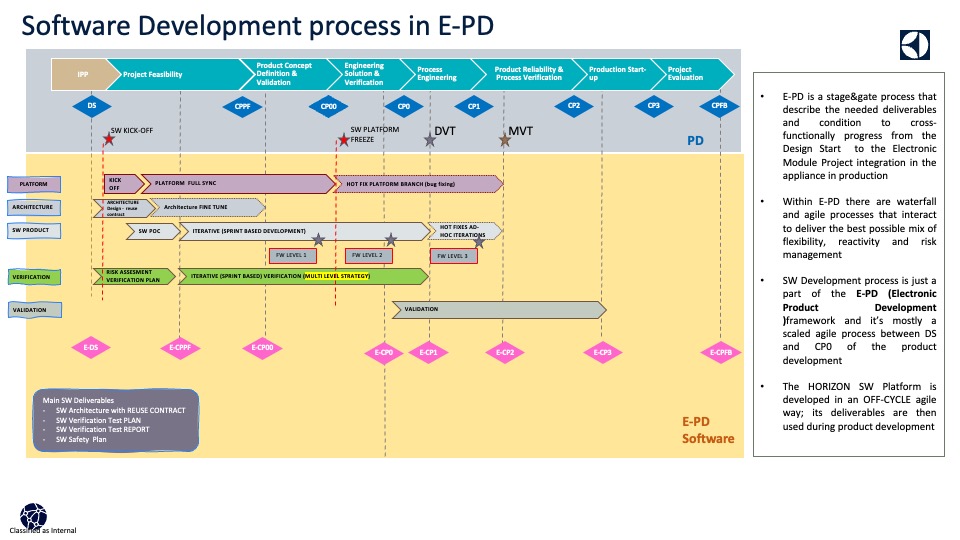 Software Development process in E-PD
IPP
Project Feasibility
Product Concept
Definition &
Validation
Engineering
Solution &
Verification
Process
Engineering
Product Reliability &
Process Verification
Production Start-
up
Project
Evaluation
DS
CPPF
CP00
CP0
CP1
CP2
CP3
CPFB
SW KICK-OFF
SW PLATFORM
FREEZE
DVT
MVT
PD
PLATFORM
KICK
OFF
PLATFORM FULL SYNC
HOT FIX PLATFORM BRANCH (bug fixing)
ARCHITECTURE
ARCHITECTURE
Design - reuse
contract
Architecture FINE TUNE
SW PRODUCT
SW POC
ITERATIVE (SPRINT BASED DEVELOPMENT)
HOT FIXES AD-
HOC ITERATIONS
FW LEVEL 1
FW LEVEL 2
FW LEVEL 3
VERIFICATION
RISK ASSESMENT
VERIFICATION PLAN
ITERATIVE (SPRINT BASED) VERIFICATION (MULTI LEVEL STRATEGY)
VALIDATION
VALIDATION
E-DS
E-CPPF
E-CP00
E-CP0
E-CP1
E-CP2
E-CP3
E-CPFB
Main SW Deliverables
- SW Architecture with REUSE CONTRACT
- SW Verification Test PLAN
- SW Verification Test REPORT
- SW Safety Plan
E-PD
Software
• E-PD is a stage&gate process that
describe the needed deliverables
and condition to cross-
functionally progress from the
Design Start to the Electronic
Module Project integration in the
appliance in production
• Within E-PD there are waterfall
and agile processes that interact
to deliver the best possible mix of
flexibility, reactivity and risk
management
• SW Development process is just a
part of the E-PD (Electronic
Product Development
)framework and it's mostly a
scaled agile process between DS
and CP0 of the product
development
• The HORIZON SW Platform is
developed in an OFF-CYCLE agile
way; its deliverables are then
used during product development
Classified as Internal